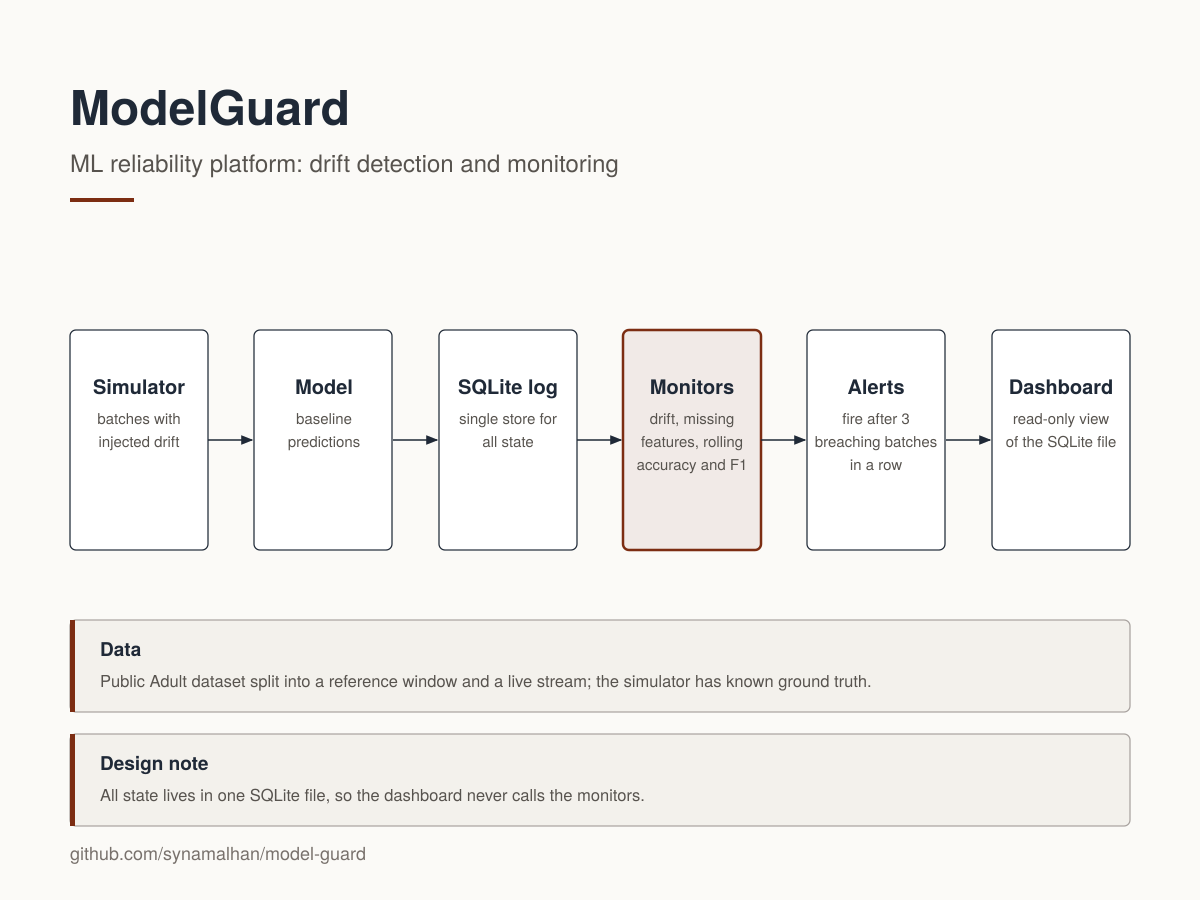 ModelGuard
ML reliability platform: drift detection and monitoring
Simulator
batches with
injected drift
Model
baseline
predictions
SQLite log
single store for
all state
Monitors
drift, missing
features, rolling
accuracy and F1
Alerts
fire after 3
breaching batches
in a row
Dashboard
read-only view
of the SQLite file
Data
Public Adult dataset split into a reference window and a live stream; the simulator has known ground truth.
Design note
All state lives in one SQLite file, so the dashboard never calls the monitors.
github.com/synamalhan/model-guard